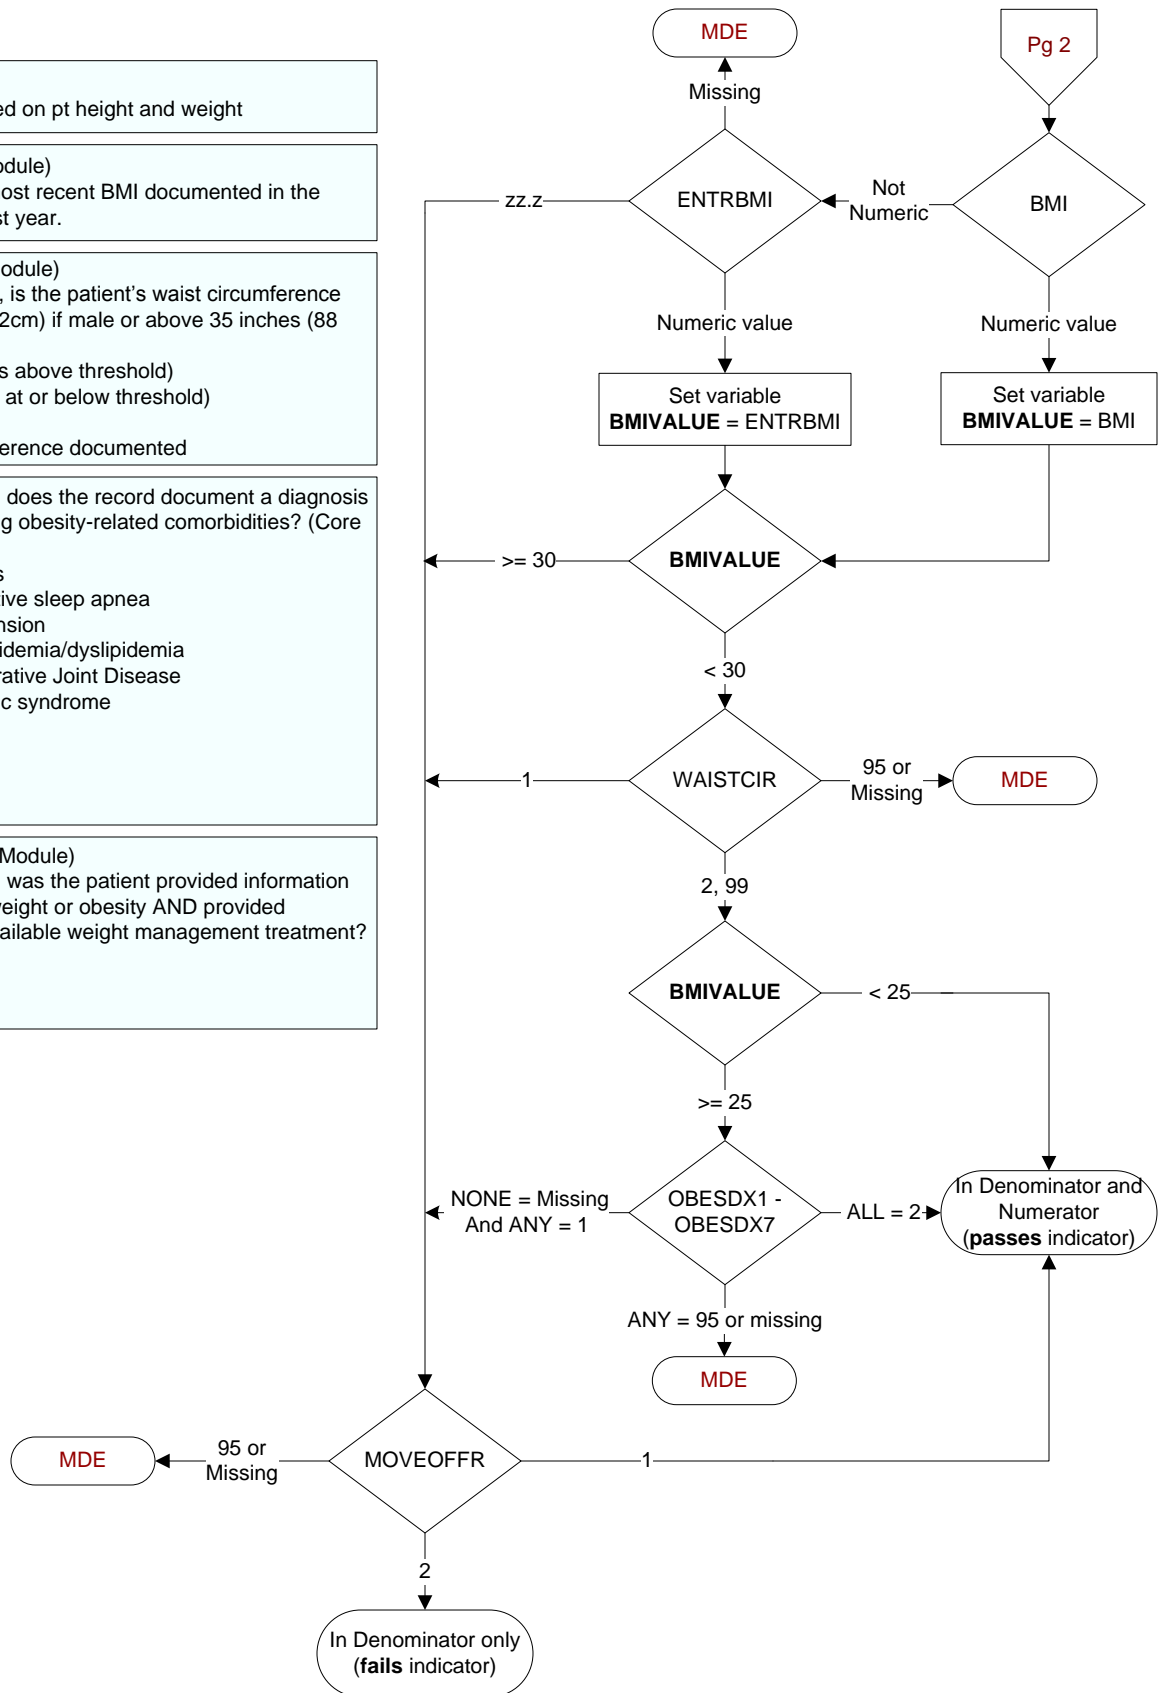 ed on pt height and weight
odule)
ost recent BMI documented in the
st year.
odule)
, is the patient's waist circumference
2cm) if male or above 35 inches (88
s above threshold)
at or below threshold)
erence documented
does the record document a diagnosis
g obesity-related comorbidities? (Core
s
tive sleep apnea
nsion
idemia/dyslipidemia
rative Joint Disease
c syndrome
Module)
was the patient provided information
weight or obesity AND provided
ailable weight management treatment?
MDE
Pg 2
Missing
zz.z
ENTRBMI
Not
Numeric
BMI
Numeric value
Numeric value
Set variable
BMIVALUE = ENTRBMI
Set variable
BMIVALUE = BMI
>= 30
BMIVALUE
< 30
1
WAISTCIR
95 or
Missing
MDE
2, 99
BMIVALUE
< 25
>= 25
NONE = Missing
And ANY = 1
OBESDX1 -
OBESDX7
ALL = 2
In Denominator and
Numerator
(passes indicator)
ANY = 95 or missing
MDE
MDE
95 or
Missing
MOVEOFFR
1
2
In Denominator only
(fails indicator)